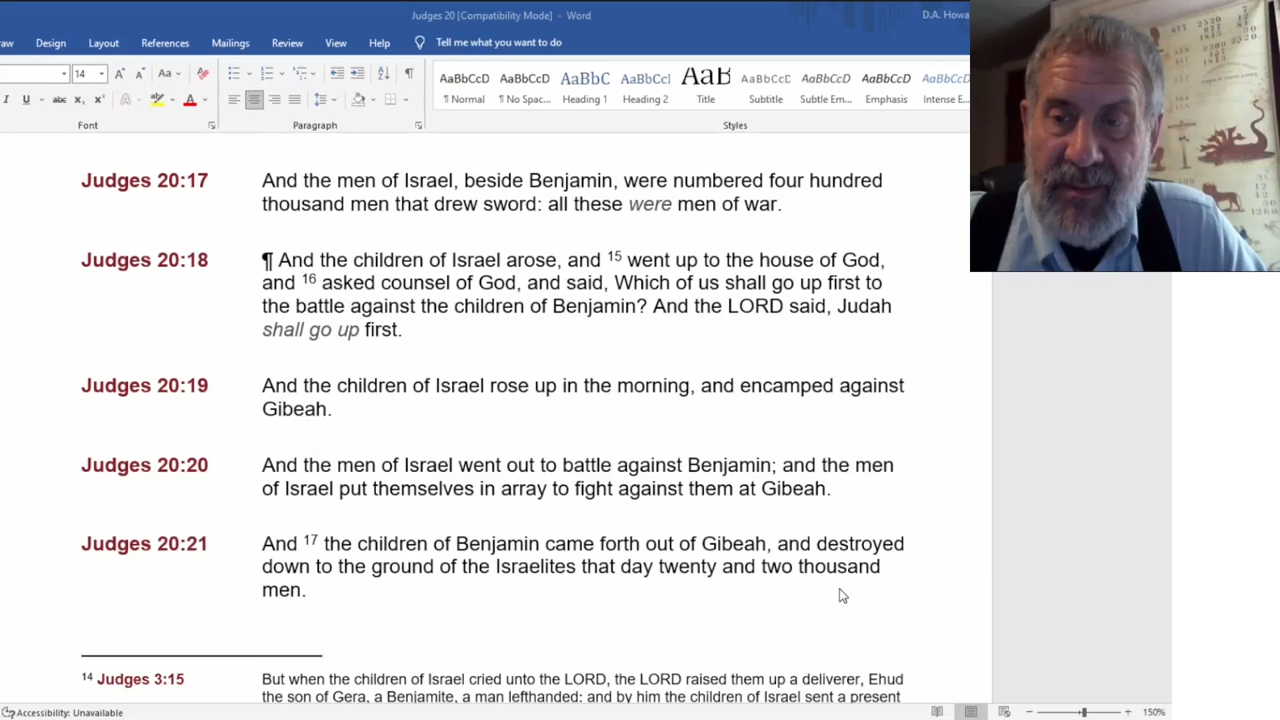 Judges 20 [Compatibility Mode] - Word
D.A. Howa
aw Design Layout References Mailings Review View Help Tell me what you want to do
14 Aa
I U abc x₂ x² A A
AaBbCcD AaBbCcD AaBbC AaBbCcl AaB AaBbCcD AaBbCcD AaBbCcD AaBbCcD
¶ Normal ¶ No Spac... Heading 1 Heading 2 Title Subtitle Subtle Em... Emphasis Intense E...
Font Paragraph Styles
677 2520
2300
Judges 20:17 And the men of Israel, beside Benjamin, were numbered four hundred
thousand men that drew sword: all these were men of war.
Judges 20:18 ¶ And the children of Israel arose, and 15 went up to the house of God,
and 16 asked counsel of God, and said, Which of us shall go up first to
the battle against the children of Benjamin? And the LORD said, Judah
shall go up first.
Judges 20:19 And the children of Israel rose up in the morning, and encamped against
Gibeah.
Judges 20:20 And the men of Israel went out to battle against Benjamin; and the men
of Israel put themselves in array to fight against them at Gibeah.
Judges 20:21 And 17 the children of Benjamin came forth out of Gibeah, and destroyed
down to the ground of the Israelites that day twenty and two thousand
men.
14 Judges 3:15 But when the children of Israel cried unto the LORD, the LORD raised them up a deliverer, Ehud
the son of Gera, a Benjamite, a man lefthanded: and by him the children of Israel sent a present
Accessibility: Unavailable
150%